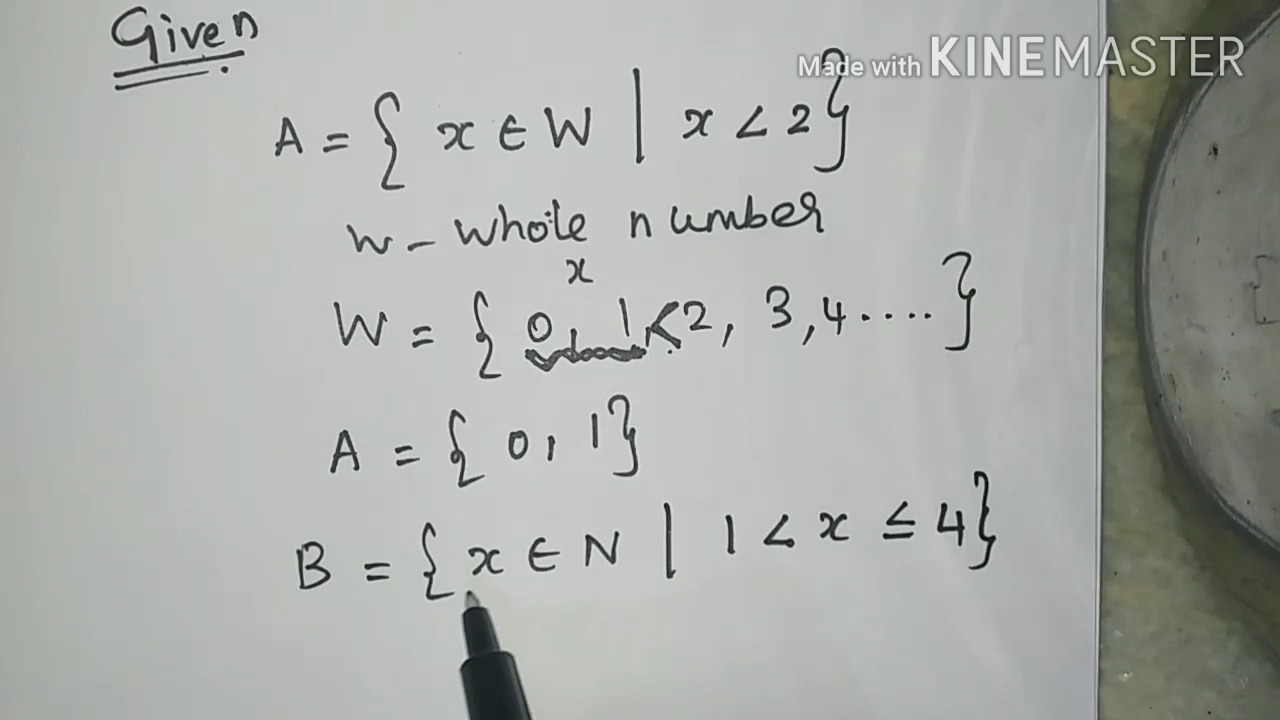 Given
Made with KINEMASTER
A = { x ∈ W | x < 2}
W - whole number
x
W = { 0, 1 < 2, 3, 4 .... }
A = { 0, 1}
B = { x ∈ N | 1 < x ≤ 4}